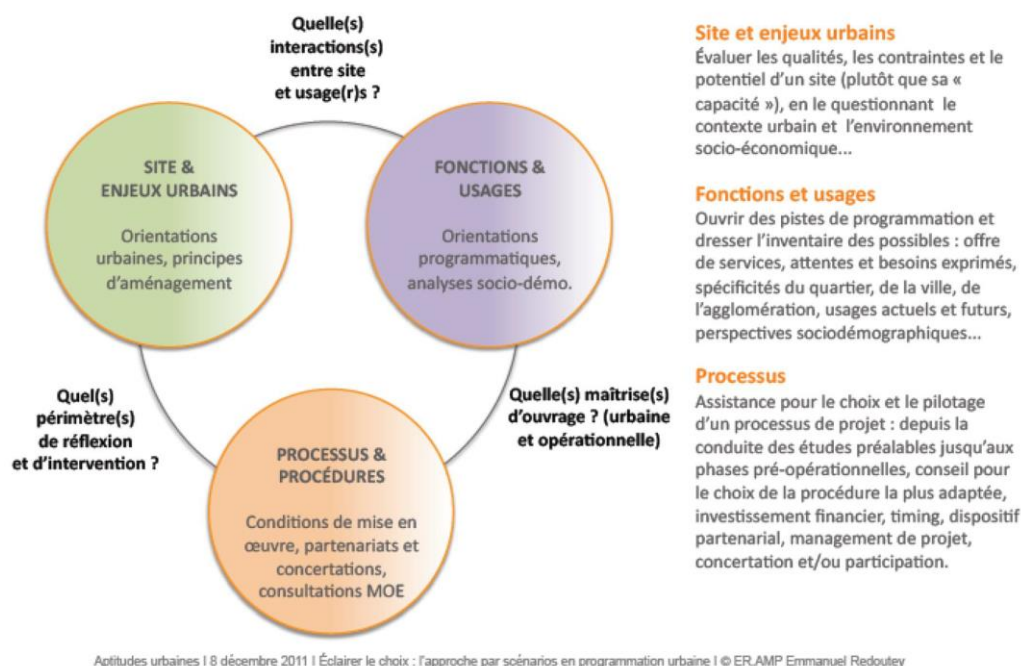 Quelle(s)
interactions(s)
entre site
et usage(r)s ?
SITE &
ENJEUX URBAINS
Orientations
urbaines, principes
d'aménagement
FONCTIONS &
USAGES
Orientations
programmatiques,
analyses socio-démo.
Quel(s)
périmètre(s)
de réflexion
et d'intervention ?
Quelle(s) maîtrise(s)
d'ouvrage ? (urbaine
et opérationnelle)
PROCESSUS &
PROCÉDURES
Conditions de mise en
œuvre, partenariats et
concertations,
consultations MOE
Site et enjeux urbains
Évaluer les qualités, les contraintes et le
potentiel d'un site (plutôt que sa «
capacité »), en le questionnant le
contexte urbain et l'environnement
socio-économique...
Fonctions et usages
Ouvrir des pistes de programmation et
dresser l'inventaire des possibles : offre
de services, attentes et besoins exprimés,
spécificités du quartier, de la ville, de
l'agglomération, usages actuels et futurs,
perspectives sociodémographiques...
Processus
Assistance pour le choix et le pilotage
d'un processus de projet : depuis la
conduite des études préalables jusqu'aux
phases pré-opérationnelles, conseil pour
le choix de la procédure la plus adaptée,
investissement financier, timing, dispositif
partenarial, management de projet,
concertation et/ou participation.
Aptitudes urbaines I 8 décembre 2011 I Éclairer le choix : l'approche par scénarios en programmation urbaine I © ER.AMP Emmanuel Redoutey